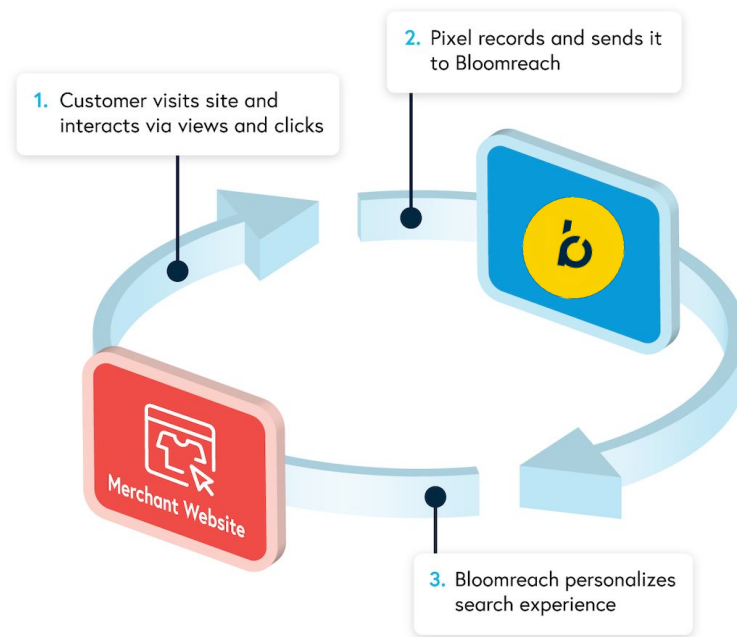 1. Customer visits site and
interacts via views and clicks
2. Pixel records and sends it
to Bloomreach
Merchant Website
3. Bloomreach personalizes
search experience